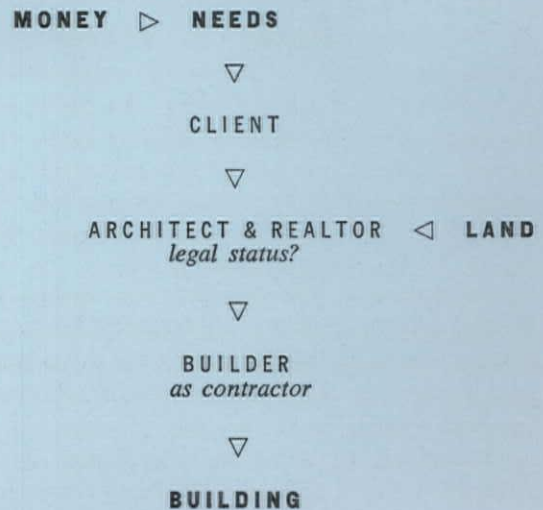 MONEY ▷ NEEDS
▽
CLIENT
▽
ARCHITECT & REALTOR ◁ LAND
legal status?
▽
BUILDER
as contractor
▽
BUILDING